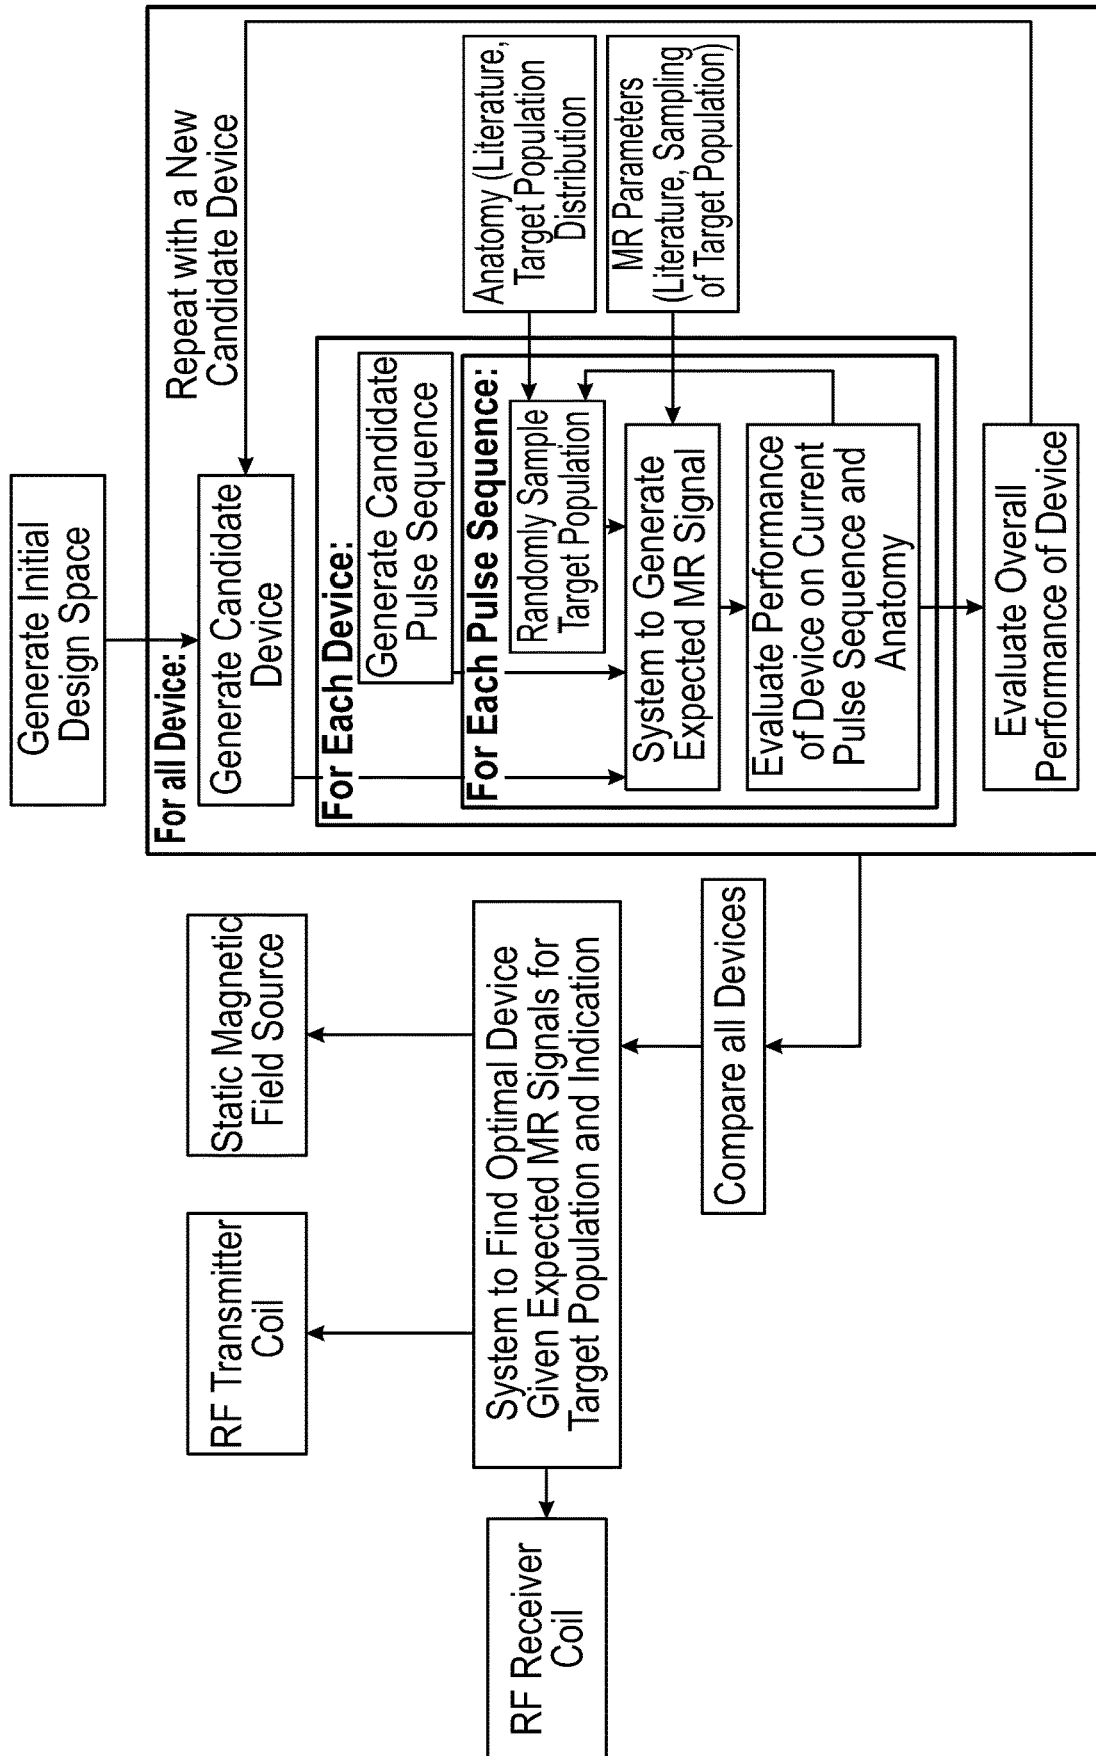 Generate Initial
Design Space
For all Device:
Generate Candidate
Device
Repeat with a New
Candidate Device
For Each Device:
Generate Candidate
Pulse Sequence
For Each Pulse Sequence:
Randomly Sample
Target Population
Anatomy (Literature,
Target Population
Distribution
System to Generate
Expected MR Signal
MR Parameters
(Literature, Sampling
of Target Population)
Evaluate Performance
of Device on Current
Pulse Sequence and
Anatomy
Evaluate Overall
Performance of Device
Compare all Devices
System to Find Optimal Device
Given Expected MR Signals for
Target Population and Indication
Static Magnetic
Field Source
RF Transmitter
Coil
RF Receiver
Coil